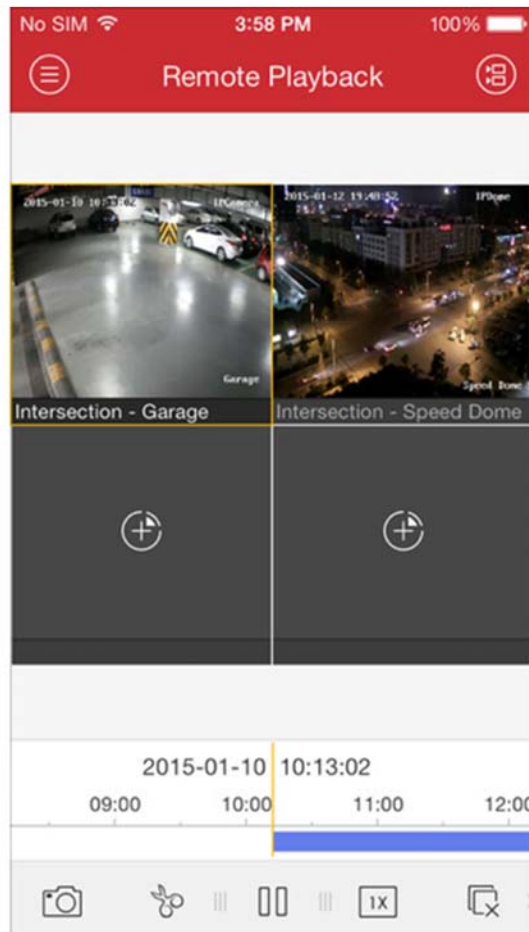 No SIM 3:58 PM 100%
Remote Playback
2015-01-10 10:13:02 IPCamera
Garage
Intersection - Garage
2015-01-12 19:48:52 IPDome
Speed Dome
Intersection - Speed Dome
2015-01-10 10:13:02
09:00 10:00 11:00 12:00
1X